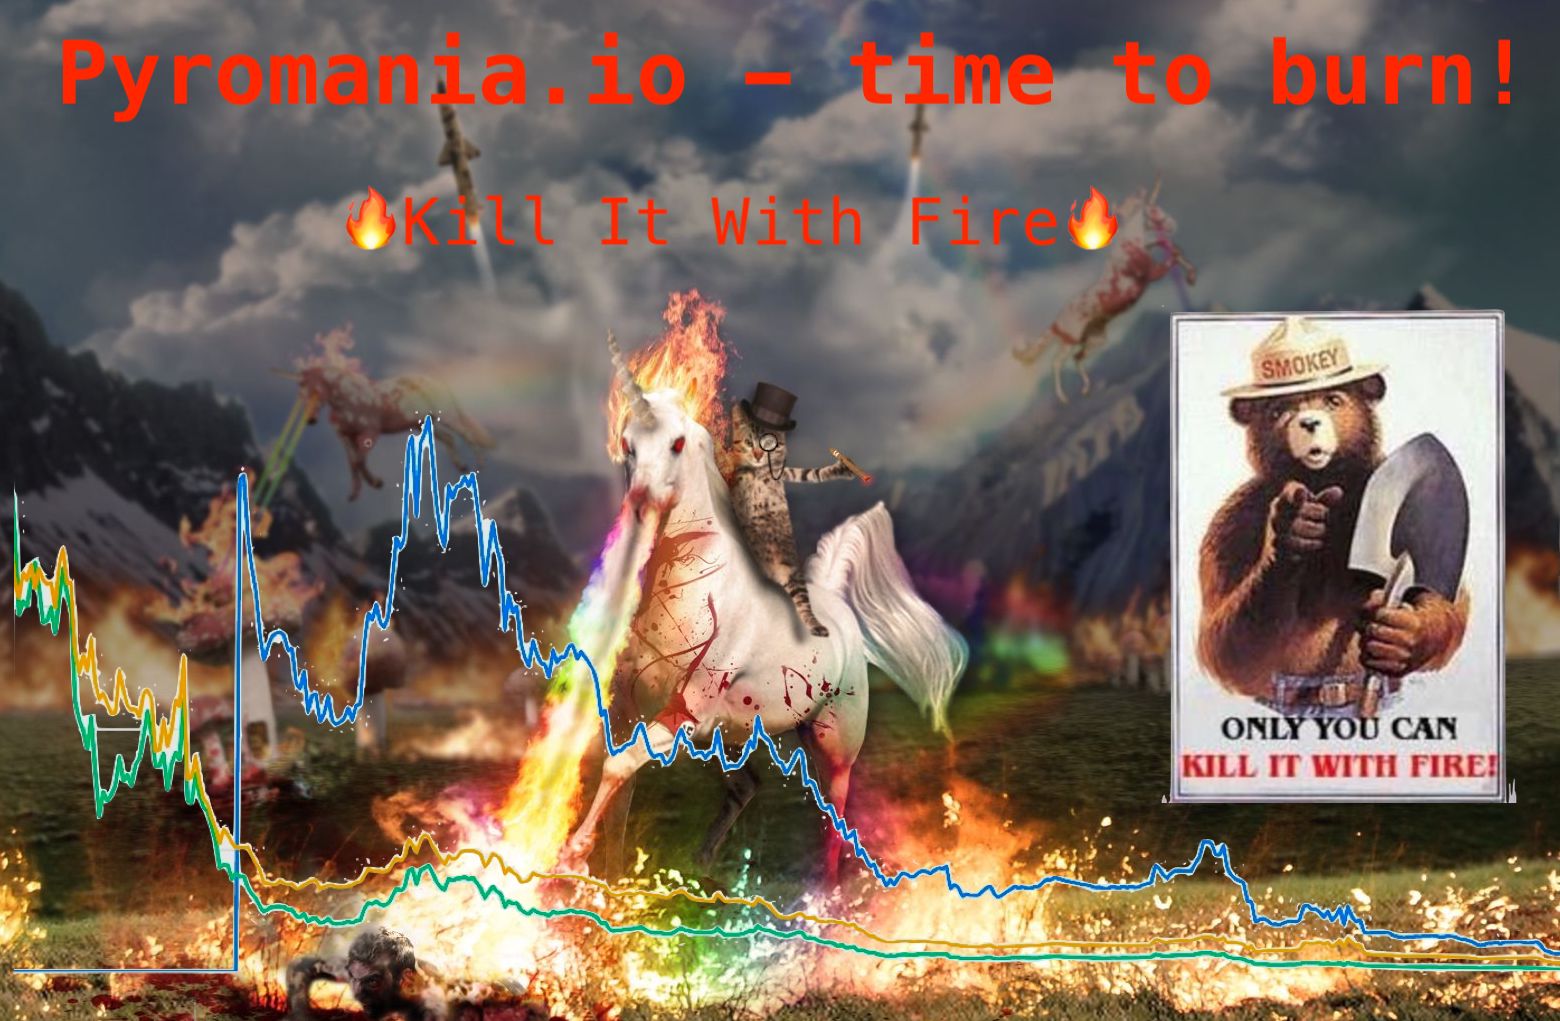 Pyromania.io – time to burn!
🔥Kill It With Fire🔥
SMOKEY
ONLY YOU CAN
KILL IT WITH FIRE!